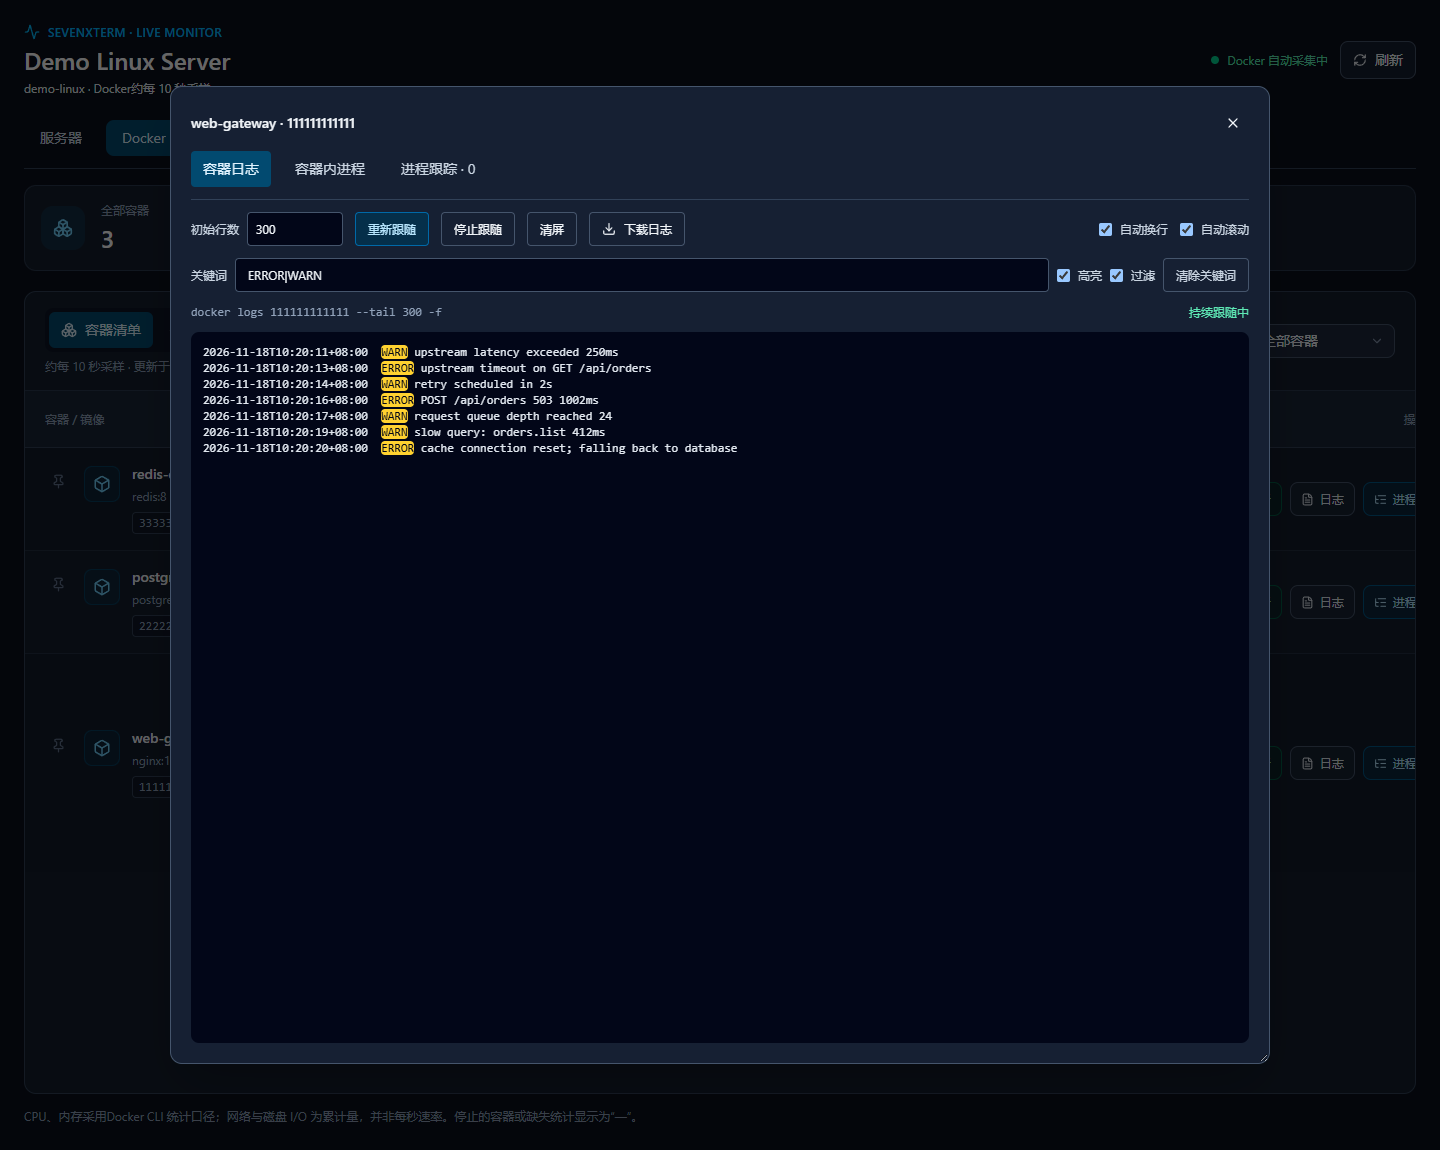 SEVENXTERM · LIVE MONITOR
Demo Linux Server
demo-linux · Docker约每 10 秒采样
Docker 自动采集中
刷新
服务器
Docker
全部容器
3
容器清单
约每 10 秒采样 · 更新于
全部容器
容器 / 镜像
redis-
redis:8
33333
日志
进程
postgr
postgre
22222
日志
进程
web-g
nginx:1
11111
日志
进程
web-gateway · 111111111111
容器日志
容器内进程
进程跟踪 · 0
初始行数
300
重新跟随
停止跟随
清屏
下载日志
自动换行
自动滚动
关键词
ERROR|WARN
高亮
过滤
清除关键词
docker logs 111111111111 --tail 300 -f
持续跟随中
2026-11-18T10:20:11+08:00 WARN upstream latency exceeded 250ms
2026-11-18T10:20:13+08:00 ERROR upstream timeout on GET /api/orders
2026-11-18T10:20:14+08:00 WARN retry scheduled in 2s
2026-11-18T10:20:16+08:00 ERROR POST /api/orders 503 1002ms
2026-11-18T10:20:17+08:00 WARN request queue depth reached 24
2026-11-18T10:20:19+08:00 WARN slow query: orders.list 412ms
2026-11-18T10:20:20+08:00 ERROR cache connection reset; falling back to database
CPU、内存采用Docker CLI 统计口径；网络与磁盘 I/O 为累计量，并非每秒速率。停止的容器或缺失统计显示为“—”。